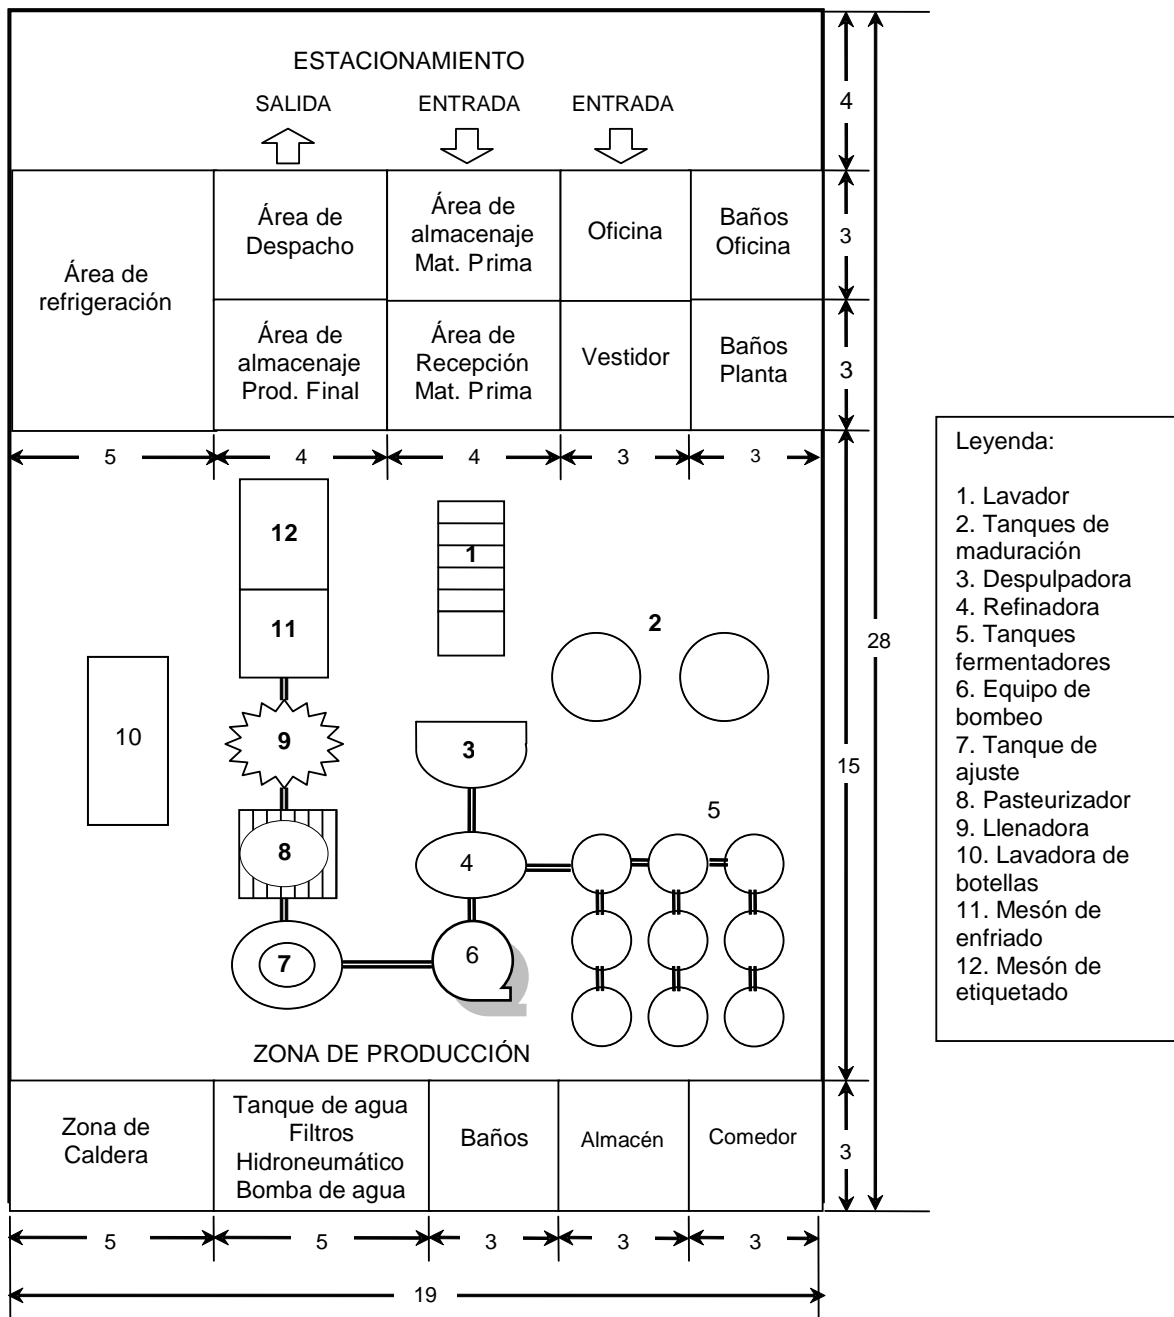 ESTACIONAMIENTO
SALIDA
ENTRADA
ENTRADA
4
Área de
refrigeración
Área de
Despacho
Área de
almacenaje
Mat. Prima
Oficina
Baños
Oficina
3
Área de
almacenaje
Prod. Final
Área de
Recepción
Mat. Prima
Vestidor
Baños
Planta
3
5
4
4
3
3
12
1
11
2
28
10
9
3
15
5
8
4
7
6
ZONA DE PRODUCCIÓN
Zona de
Caldera
Tanque de agua
Filtros
Hidroneumático
Bomba de agua
Baños
Almacén
Comedor
3
5
5
3
3
3
19
Leyenda:
1. Lavador
2. Tanques de
maduración
3. Despulpadora
4. Refinadora
5. Tanques
fermentadores
6. Equipo de
bombeo
7. Tanque de
ajuste
8. Pasteurizador
9. Llenadora
10. Lavadora de
botellas
11. Mesón de
enfriado
12. Mesón de
etiquetado